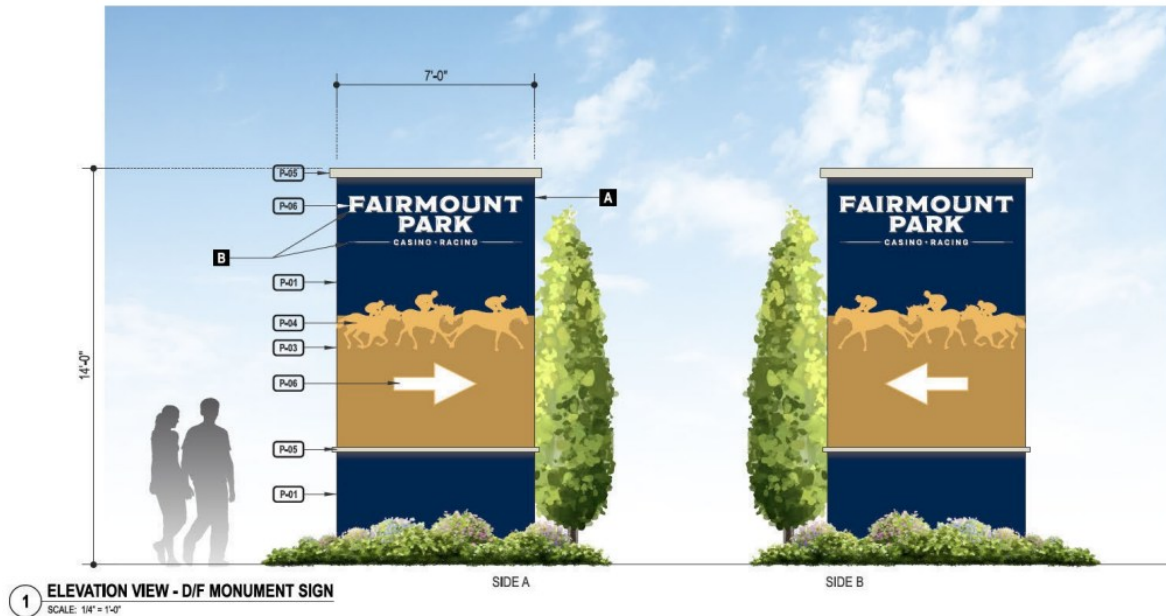 7'-0"
14'-0"
P-05
P-06
A
B
P-01
P-04
P-03
P-06
P-05
P-01
FAIRMOUNT
PARK
CASINO • RACING
FAIRMOUNT
PARK
CASINO • RACING
SIDE A
SIDE B
1
ELEVATION VIEW - D/F MONUMENT SIGN
SCALE: 1/4" = 1'-0"